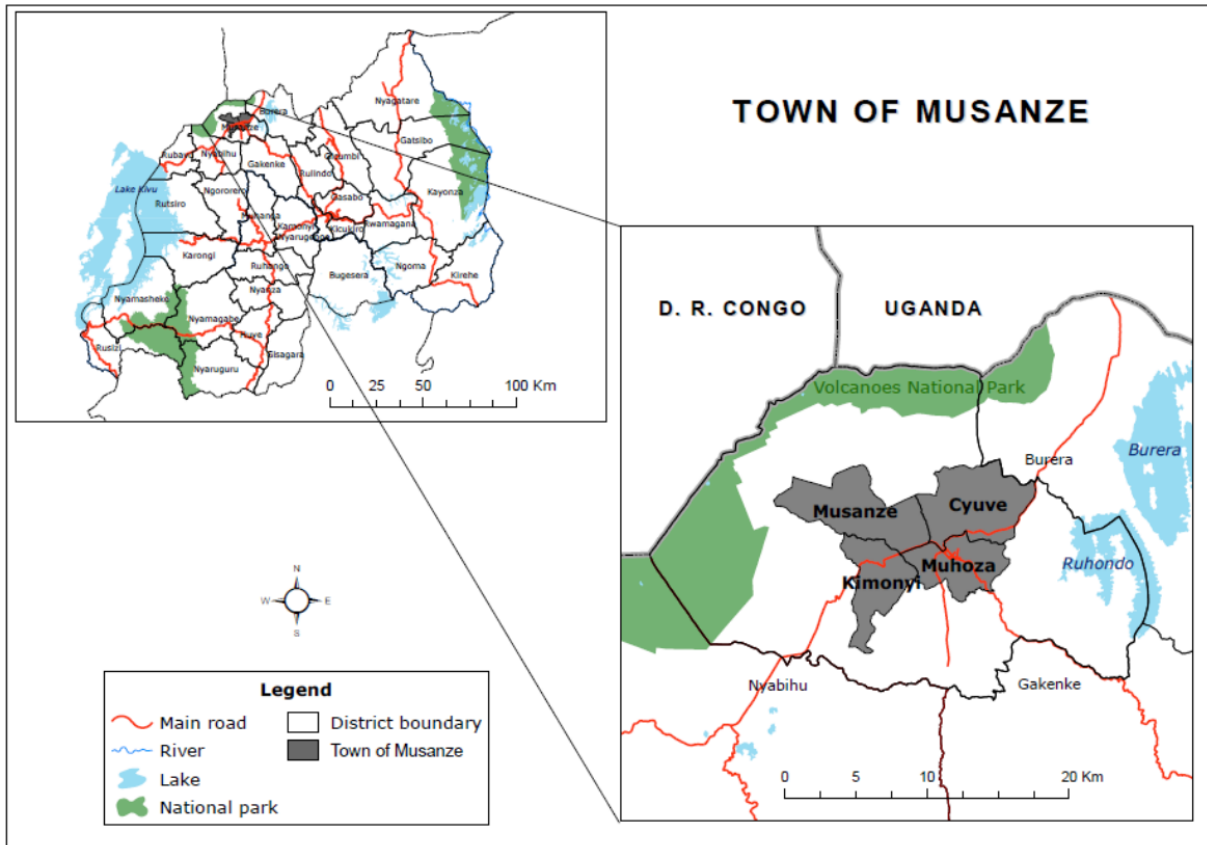 TOWN OF MUSANZE
Nyagatare
Burera
Musanze
Gatsibo
Rubavu
Nyabihu
Gakenke
Gicumbi
Rulindo
Kayonza
Lake Kivu
Ngororero
Gasabo
Rutsiro
Muhanga
Kamonyi
Rwamagana
Nyarugenge
Kicukiro
Karongi
Ruhango
Bugesera
Ngoma
Kirehe
Nyamasheke
Nyanza
Nyamagabe
Rusizi
Huye
Gisagara
Nyaruguru
0 25 50 100 Km
D. R. CONGO
UGANDA
Volcanoes National Park
Burera
Burera
Musanze
Cyuve
Ruhondo
Kimonyi
Muhoza
Nyabihu
Gakenke
0 5 10 20 Km
N
W E
S
Legend
Main road
District boundary
River
Town of Musanze
Lake
National park